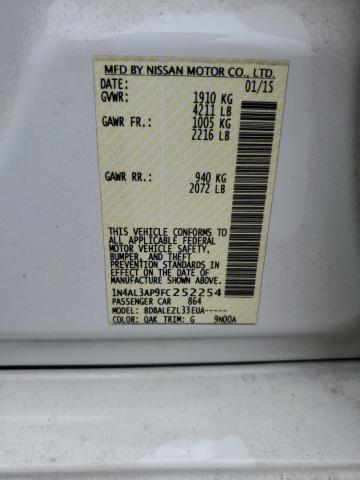 MFD BY NISSAN MOTOR CO., LTD.
DATE: 01/15
GVWR: 1910 KG
4211 LB
GAWR FR.: 1005 KG
2216 LB
GAWR RR.: 940 KG
2072 LB
THIS VEHICLE CONFORMS TO
ALL APPLICABLE FEDERAL
MOTOR VEHICLE SAFETY,
BUMPER, AND THEFT
PREVENTION STANDARDS IN
EFFECT ON THE DATE OF
MANUFACTURE SHOWN ABOVE.
1N4AL3AP9FC252254
PASSENGER CAR 864
MODEL: BDBALEZL33EUA-----
COLOR: QAK TRIM: G 9N00A